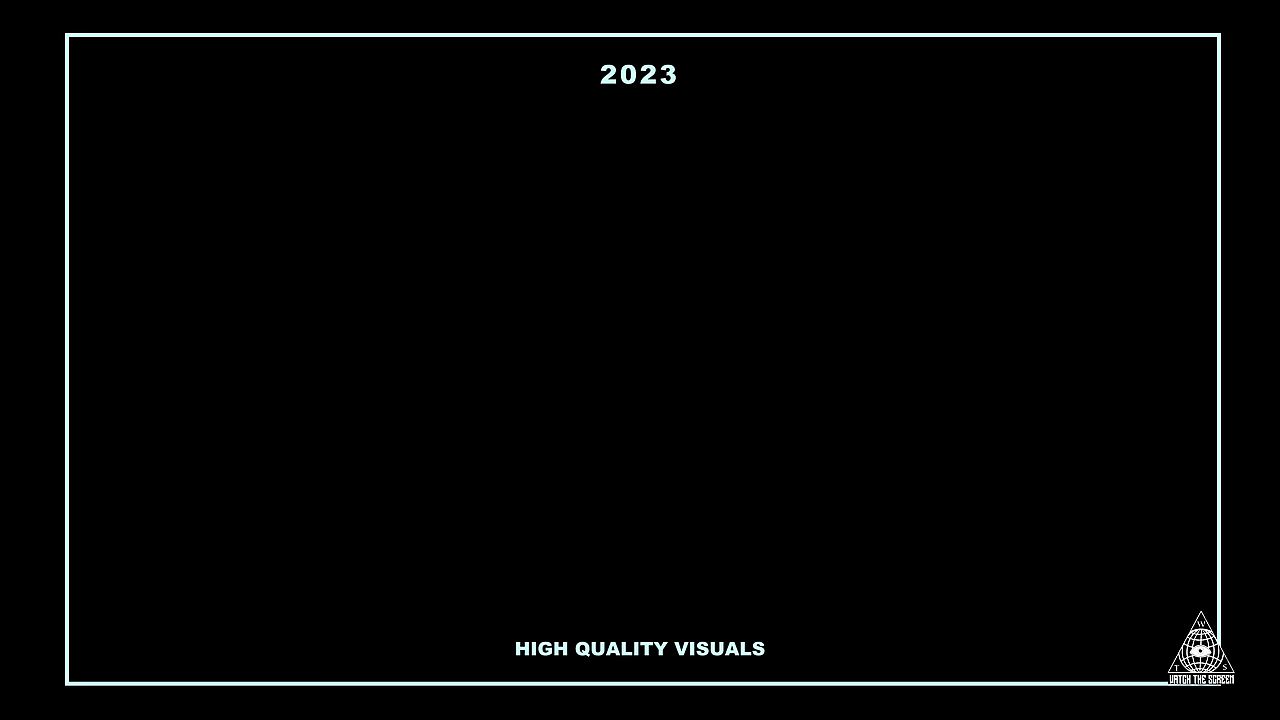 2023
HIGH QUALITY VISUALS
W
T S
WATCH THE SCREEN